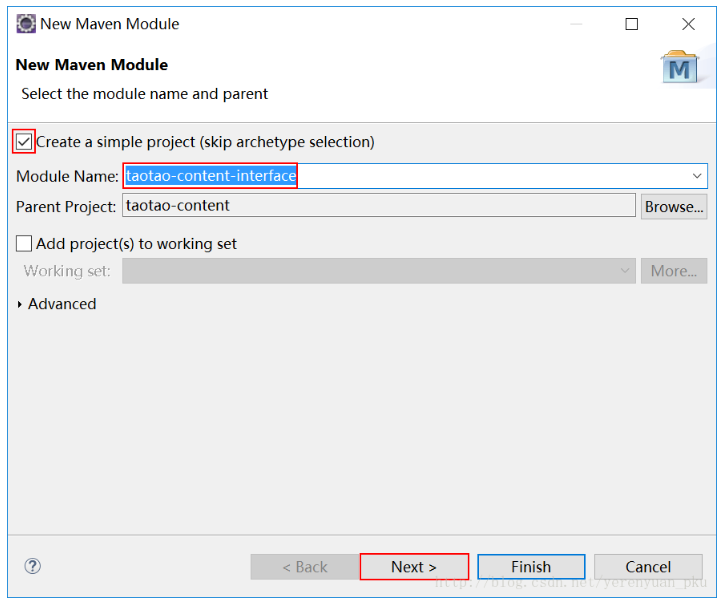 New Maven Module
New Maven Module
Select the module name and parent
M
Create a simple project (skip archetype selection)
Module Name: taotao-content-interface
Parent Project: taotao-content Browse...
Add project(s) to working set
Working set: More...
Advanced
? < Back Next > Finish Cancel
http://blog.csdn.net/yerenyuan_pku